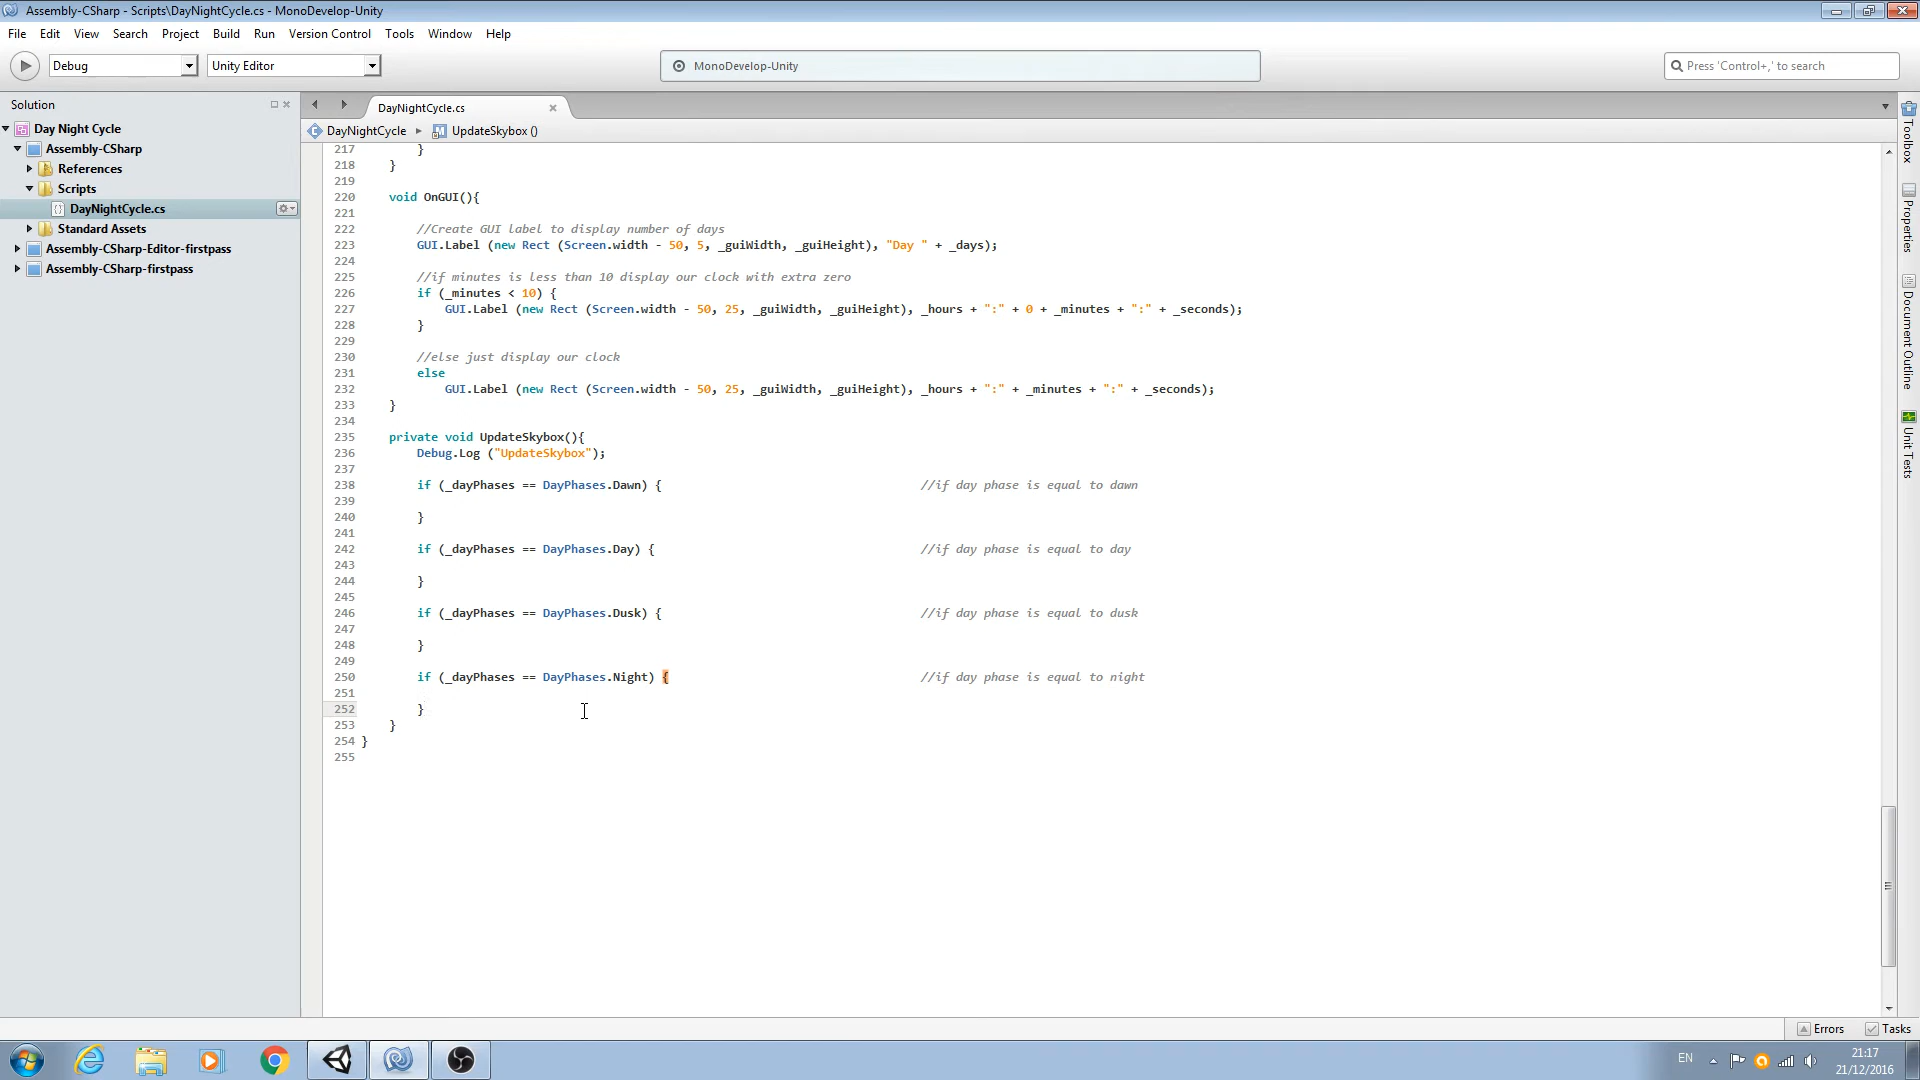 Assembly-CSharp - Scripts\DayNightCycle.cs - MonoDevelop-Unity
File Edit View Search Project Build Run Version Control Tools Window Help
Debug Unity Editor MonoDevelop-Unity Press 'Control+,' to search
Solution
Day Night Cycle
Assembly-CSharp
References
Scripts
DayNightCycle.cs
Standard Assets
Assembly-CSharp-Editor-firstpass
Assembly-CSharp-firstpass
DayNightCycle.cs
DayNightCycle UpdateSkybox ()
217 }
218 }
219
220 void OnGUI(){
221
222 //Create GUI label to display number of days
223 GUI.Label (new Rect (Screen.width - 50, 5, _guiWidth, _guiHeight), "Day " + _days);
224
225 //if minutes is less than 10 display our clock with extra zero
226 if (_minutes < 10) {
227 GUI.Label (new Rect (Screen.width - 50, 25, _guiWidth, _guiHeight), _hours + ":" + 0 + _minutes + ":" + _seconds);
228 }
229
230 //else just display our clock
231 else
232 GUI.Label (new Rect (Screen.width - 50, 25, _guiWidth, _guiHeight), _hours + ":" + _minutes + ":" + _seconds);
233 }
234
235 private void UpdateSkybox(){
236 Debug.Log ("UpdateSkybox");
237
238 if (_dayPhases == DayPhases.Dawn) { //if day phase is equal to dawn
239
240 }
241
242 if (_dayPhases == DayPhases.Day) { //if day phase is equal to day
243
244 }
245
246 if (_dayPhases == DayPhases.Dusk) { //if day phase is equal to dusk
247
248 }
249
250 if (_dayPhases == DayPhases.Night) { //if day phase is equal to night
251
252 }
253 }
254 }
255
Toolbox
Properties
Document Outline
Unit Tests
Errors Tasks
EN
21:17
21/12/2016